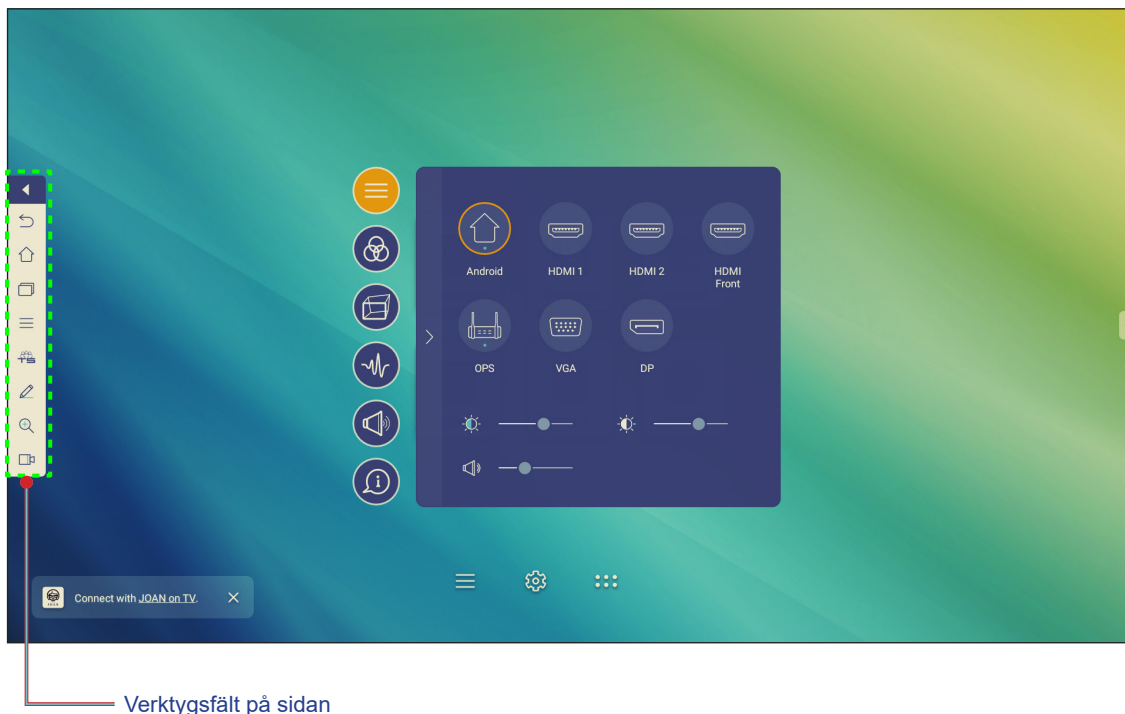 Android
HDMI 1
HDMI 2
HDMI
Front
OPS
VGA
DP
Connect with JOAN on TV.
Verktygsfält på sidan